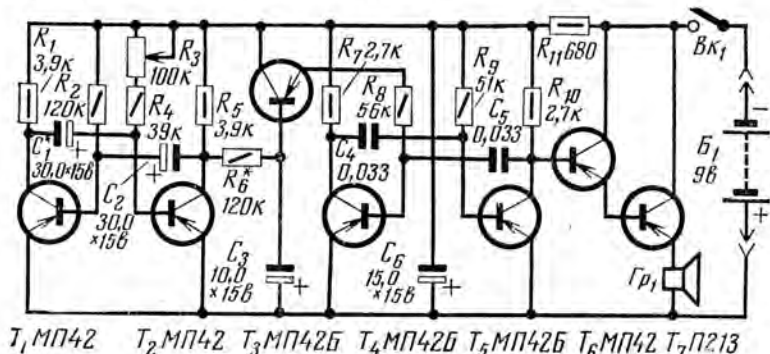 R1
3,9к
R2
120к
R3
100к
R4
39к
R5
3,9к
R6*
120к
R7 2,7к
R8
56к
R9
51к
R10
2,7к
R11 680
Вк1
C1*
30,0×15в
C2
30,0
×15в
C3
10,0
×15в
C4
0,033
C5
0,033
C6
15,0
×15в
Б1
9в
Гр1
T1 МП42 T2 МП42 T3 МП42Б T4 МП42Б T5 МП42Б T6 МП42 T7 П213